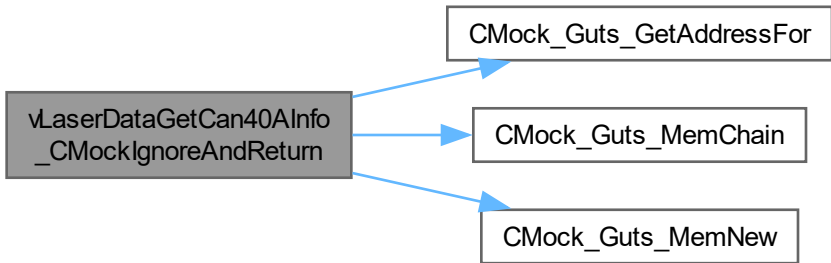 vLaserDataGetCan40AInfo
_CMockIgnoreAndReturn
CMock_Guts_GetAddressFor
CMock_Guts_MemChain
CMock_Guts_MemNew